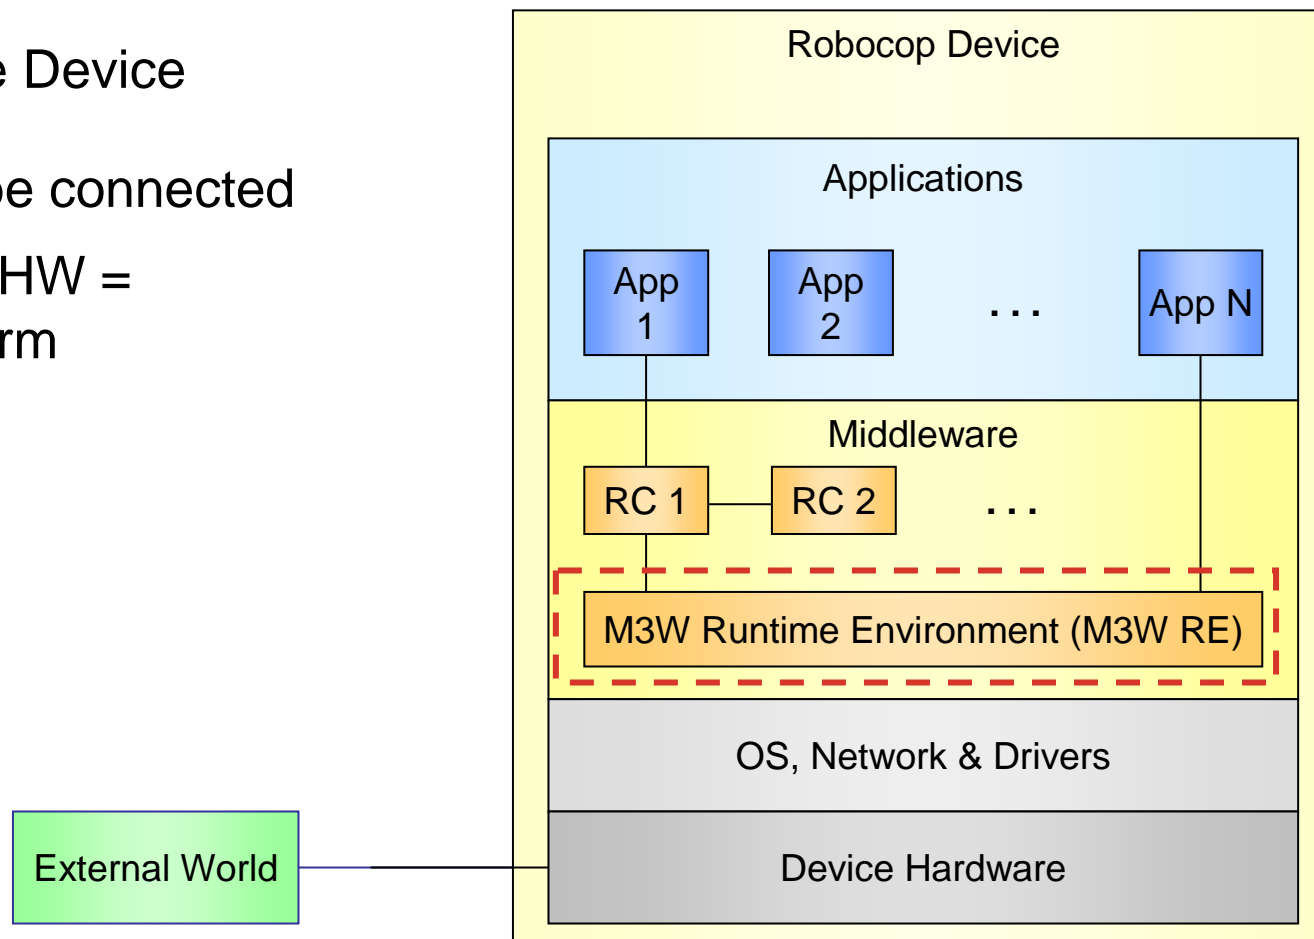 Device
be connected
HW =
Robocop Device
Applications
App
1
App
2
...
App N
Middleware
RC 1
RC 2
...
M3W Runtime Environment (M3W RE)
OS, Network & Drivers
External World
Device Hardware